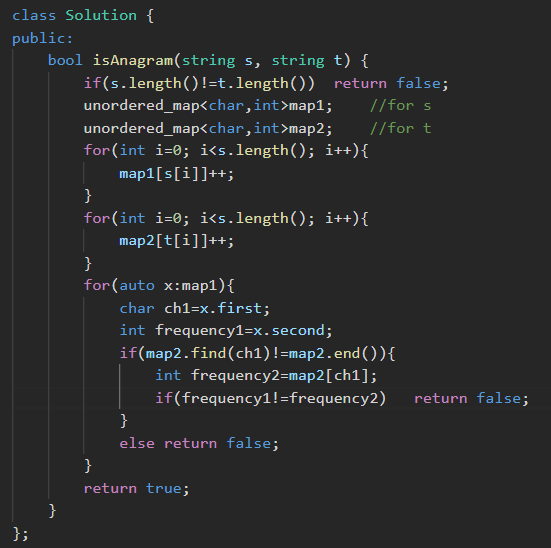 class Solution {
public:
    bool isAnagram(string s, string t) {
        if(s.length()!=t.length())  return false;
        unordered_map<char,int>map1;    //for s
        unordered_map<char,int>map2;    //for t
        for(int i=0; i<s.length(); i++){
            map1[s[i]]++;
        }
        for(int i=0; i<s.length(); i++){
            map2[t[i]]++;
        }
        for(auto x:map1){
            char ch1=x.first;
            int frequency1=x.second;
            if(map2.find(ch1)!=map2.end()){
                int frequency2=map2[ch1];
                if(frequency1!=frequency2)   return false;
            }
            else return false;
        }
        return true;
    }
};